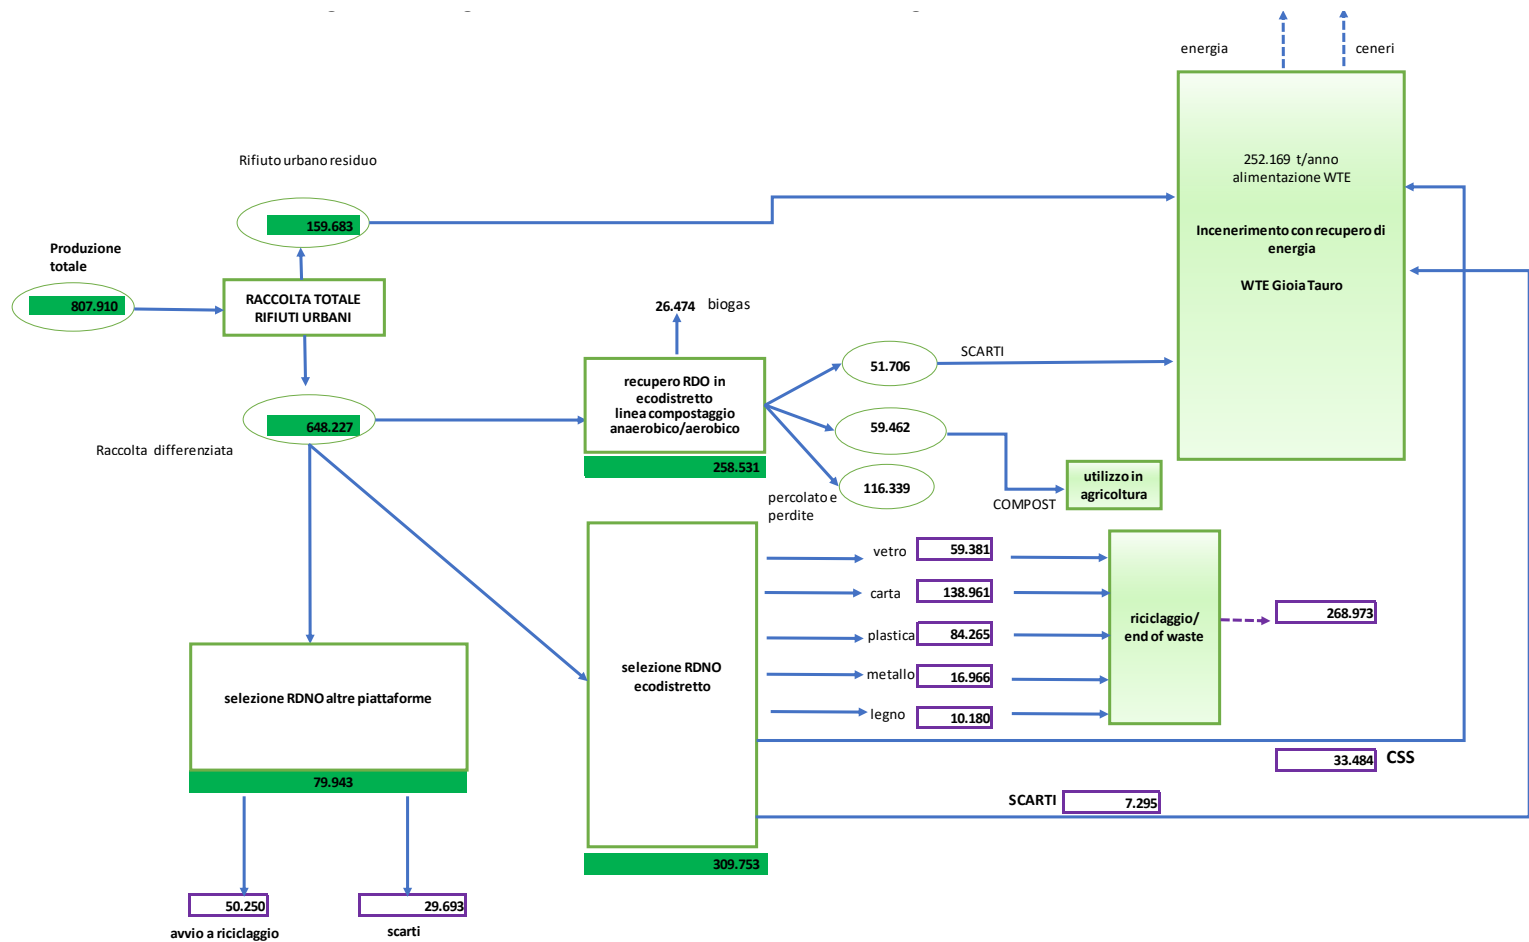 energia
ceneri
252.169 t/anno
alimentazione WTE
Incenerimento con recupero di
energia
WTE Gioia Tauro
Rifiuto urbano residuo
159.683
Produzione
totale
807.910
RACCOLTA TOTALE
RIFIUTI URBANI
26.474 biogas
648.227
Raccolta differenziata
recupero RDO in
ecodistretto
linea compostaggio
anaerobico/aerobico
258.531
51.706
SCARTI
59.462
116.339
percolato e
perdite
COMPOST
utilizzo in
agricoltura
selezione RDNO
ecodistretto
309.753
vetro 59.381
carta 138.961
plastica 84.265
metallo 16.966
legno 10.180
riciclaggio/
end of waste
268.973
33.484 CSS
SCARTI 7.295
selezione RDNO altre piattaforme
79.943
50.250
avvio a riciclaggio
29.693
scarti